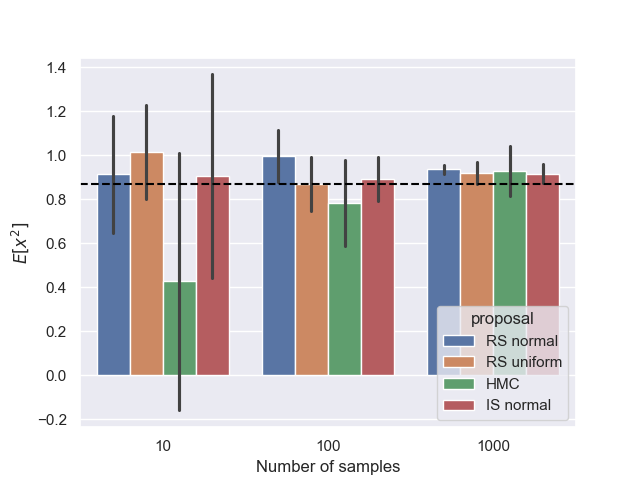 1.4
1.2
1.0
0.8
0.6
0.4
0.2
0.0
−0.2
E[x²]
10
100
1000
Number of samples
proposal
RS normal
RS uniform
HMC
IS normal